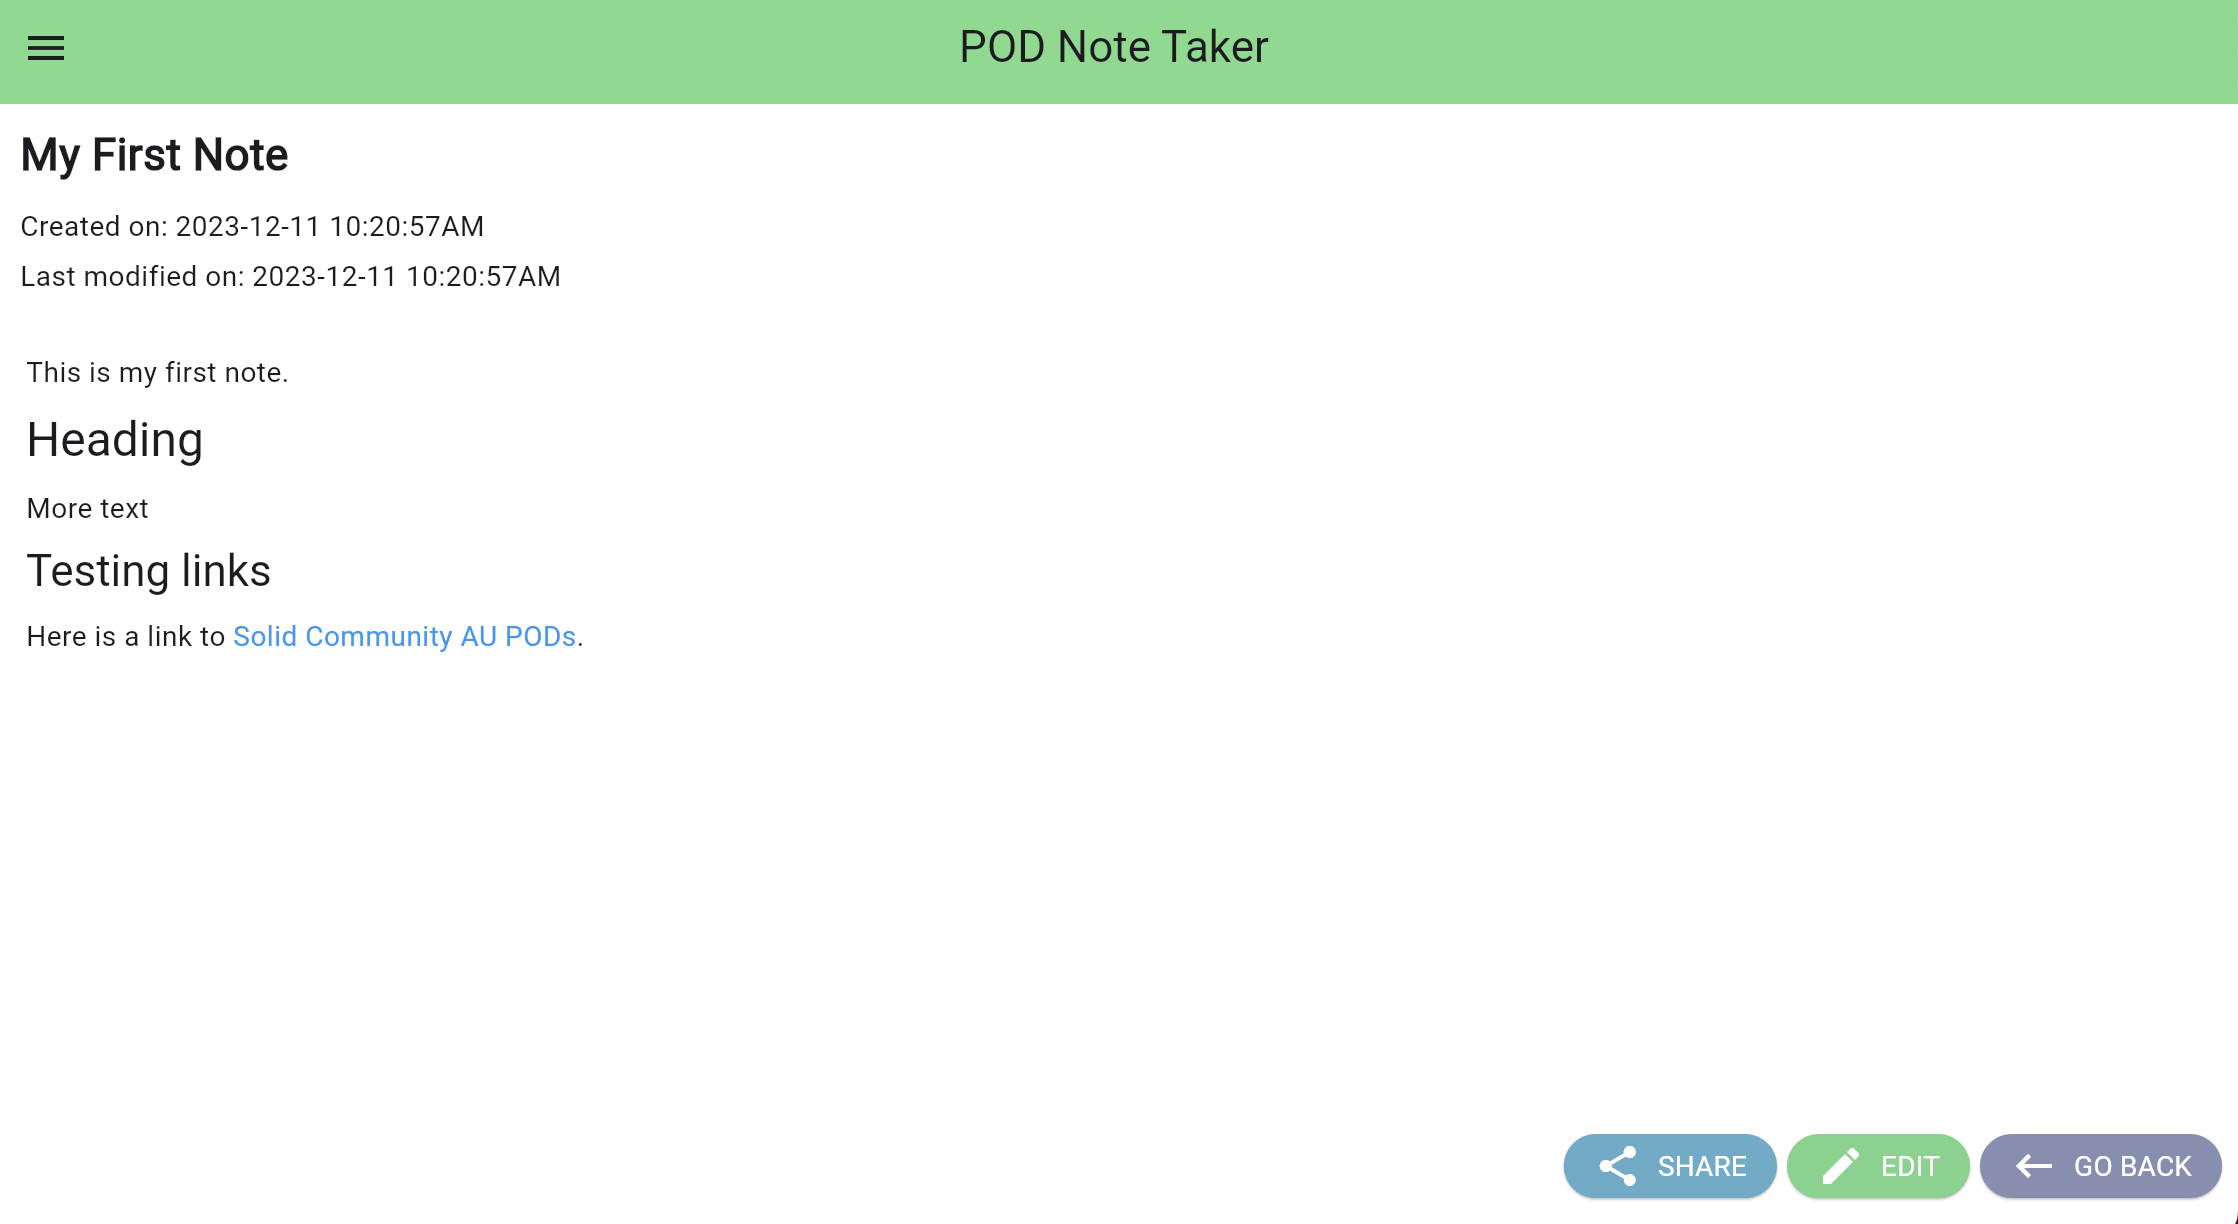 POD Note Taker
My First Note
Created on: 2023-12-11 10:20:57AM
Last modified on: 2023-12-11 10:20:57AM
This is my first note.
Heading
More text
Testing links
Here is a link to Solid Community AU PODs.
SHARE
EDIT
GO BACK